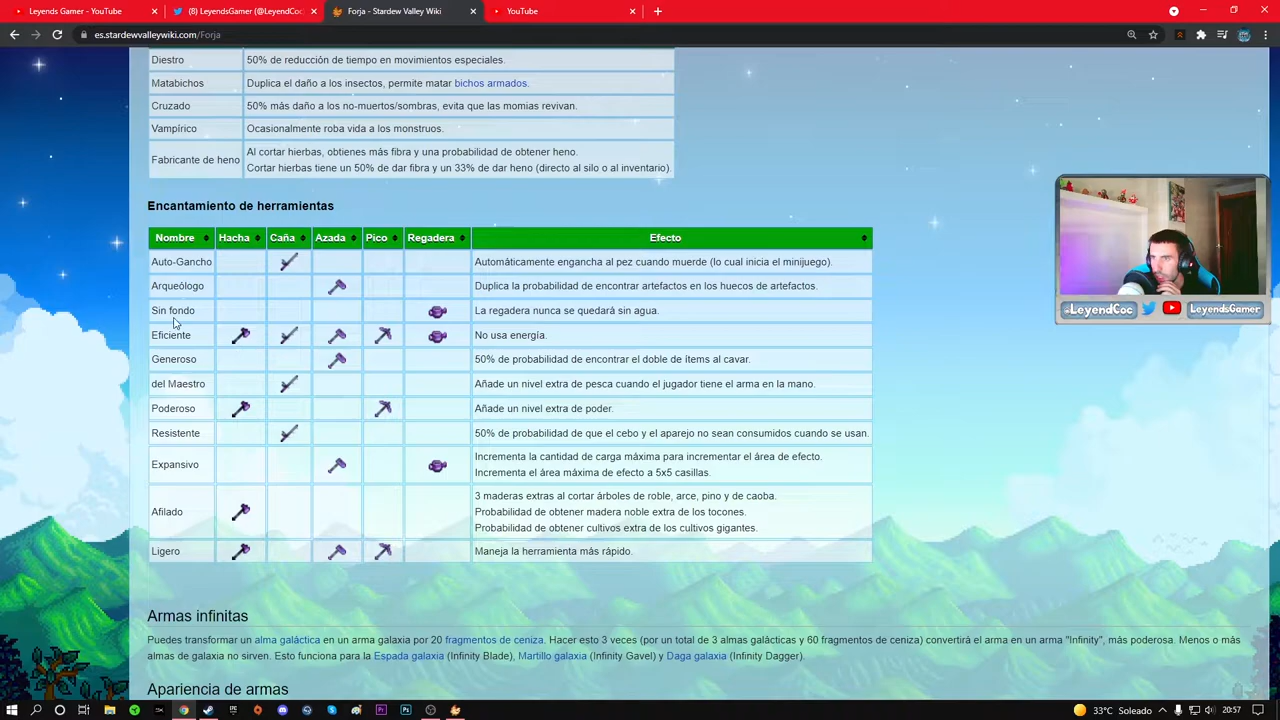 Leyends Gamer - YouTube
(8) LeyendsGamer (@LeyendCoc
Forja - Stardew Valley Wiki
YouTube
es.stardewvalleywiki.com/Forja
Diestro 50% de reducción de tiempo en movimientos especiales.
Matabichos Duplica el daño a los insectos, permite matar bichos armados.
Cruzado 50% más daño a los no-muertos/sombras, evita que las momias revivan.
Vampírico Ocasionalmente roba vida a los monstruos.
Fabricante de heno Al cortar hierbas, obtienes más fibra y una probabilidad de obtener heno.
Cortar hierbas tiene un 50% de dar fibra y un 33% de dar heno (directo al silo o al inventario)
Encantamiento de herramientas
Nombre Hacha Caña Azada Pico Regadera Efecto
Auto-Gancho Automáticamente engancha al pez cuando muerde (lo cual inicia el minijuego).
Arqueólogo Duplica la probabilidad de encontrar artefactos en los huecos de artefactos.
Sin fondo La regadera nunca se quedará sin agua.
Eficiente No usa energía.
Generoso 50% de probabilidad de encontrar el doble de ítems al cavar.
del Maestro Añade un nivel extra de pesca cuando el jugador tiene el arma en la mano.
Poderoso Añade un nivel extra de poder.
Resistente 50% de probabilidad de que el cebo y el aparejo no sean consumidos cuando se usan.
Expansivo Incrementa la cantidad de carga máxima para incrementar el área de efecto.
Incrementa el área máxima de efecto a 5x5 casillas.
Afilado 3 maderas extras al cortar árboles de roble, arce, pino y de caoba.
Probabilidad de obtener madera noble extra de los tocones.
Probabilidad de obtener cultivos extra de los cultivos gigantes.
Ligero Maneja la herramienta más rápido.
@LeyendCoc LeyendsGamer
Armas infinitas
Puedes transformar un alma galáctica en un arma galaxia por 20 fragmentos de ceniza. Hacer esto 3 veces (por un total de 3 almas galácticas y 60 fragmentos de ceniza) convertirá el arma en un arma "Infinity", más poderosa. Menos o más
almas de galaxia no sirven. Esto funciona para la Espada galaxia (Infinity Blade), Martillo galaxia (Infinity Gavel) y Daga galaxia (Infinity Dagger).
Apariencia de armas
33°C Soleado 20:57